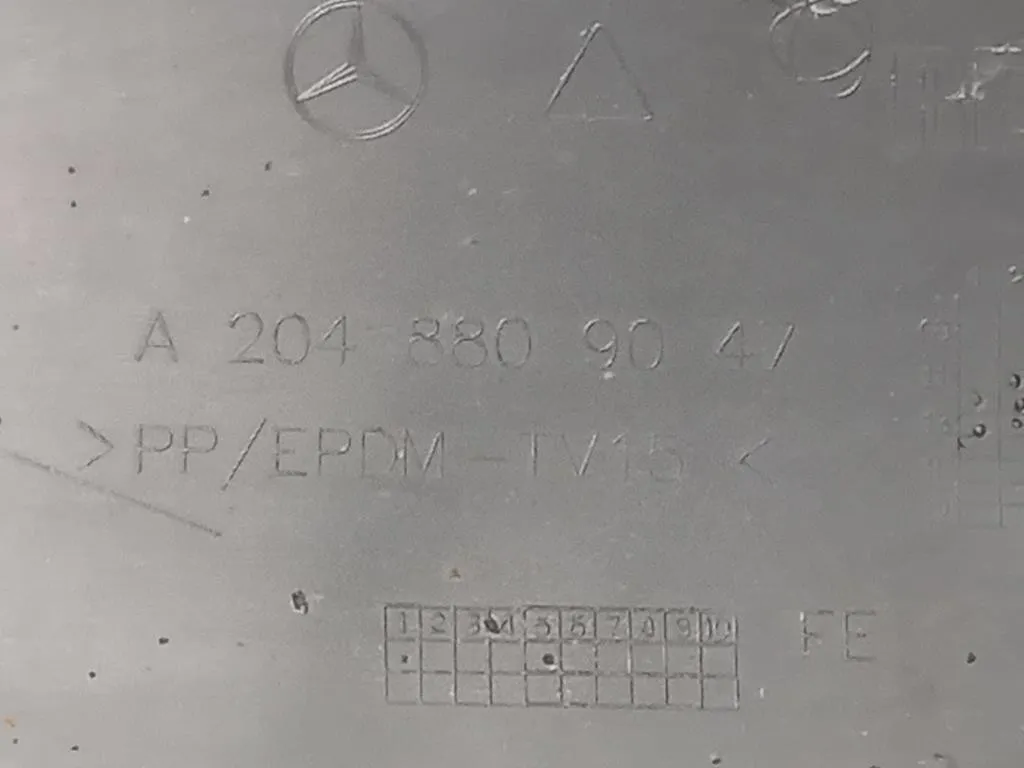 A 204 880 90 47
>PP/EPDM-TV15<
1 2 3 4 5 6 7 8 9 10
FE